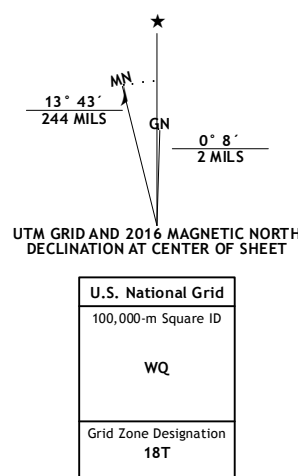 ★
MN
GN
13° 43´
244 MILS
0° 8´
2 MILS
UTM GRID AND 2016 MAGNETIC NORTH
DECLINATION AT CENTER OF SHEET
U.S. National Grid
100,000-m Square ID
WQ
Grid Zone Designation
18T